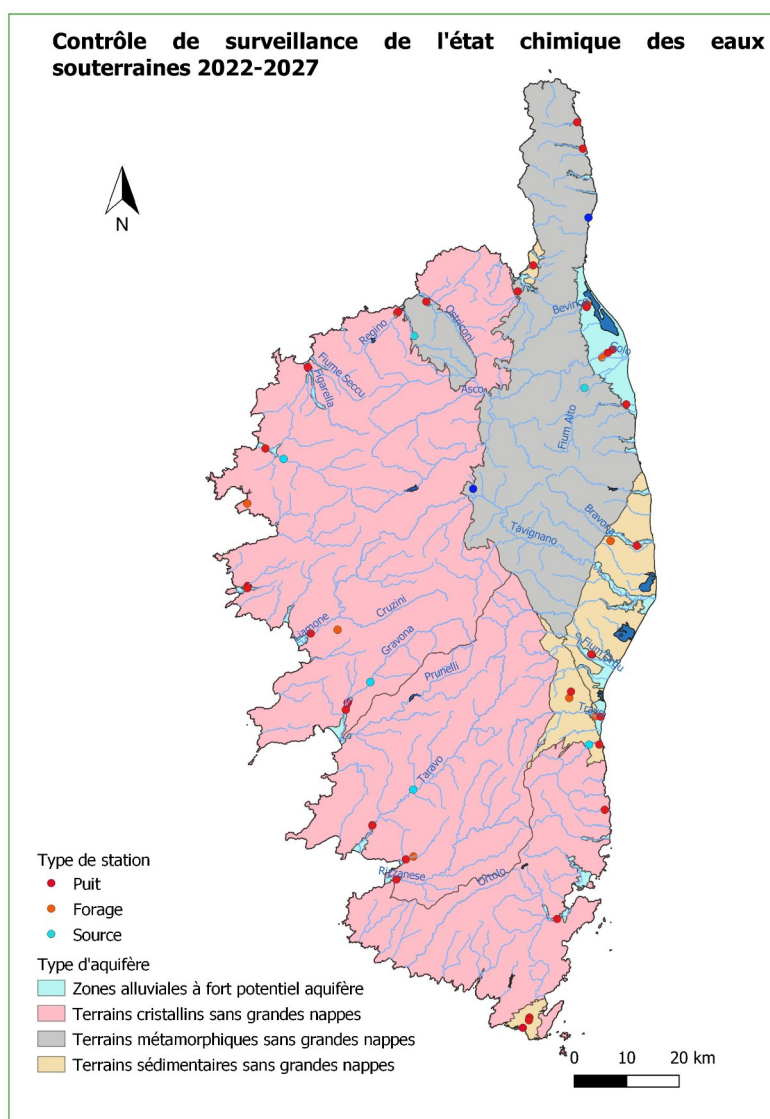 Contrôle de surveillance de l'état chimique des eaux
souterraines 2022-2027
N
Bevinco
Ostriconi
Regino
Golo
Fiume Seccu
Figarella
Asco
Fium Alto
Bravona
Tavignano
Liamone
Cruzini
Gravona
Fium Orbu
Prunelli
Taravo
Rizzanese
Ortolo
Type de station
Puit
Forage
Source
Type d'aquifère
Zones alluviales à fort potentiel aquifère
Terrains cristallins sans grandes nappes
Terrains métamorphiques sans grandes nappes
Terrains sédimentaires sans grandes nappes
0 10 20 km